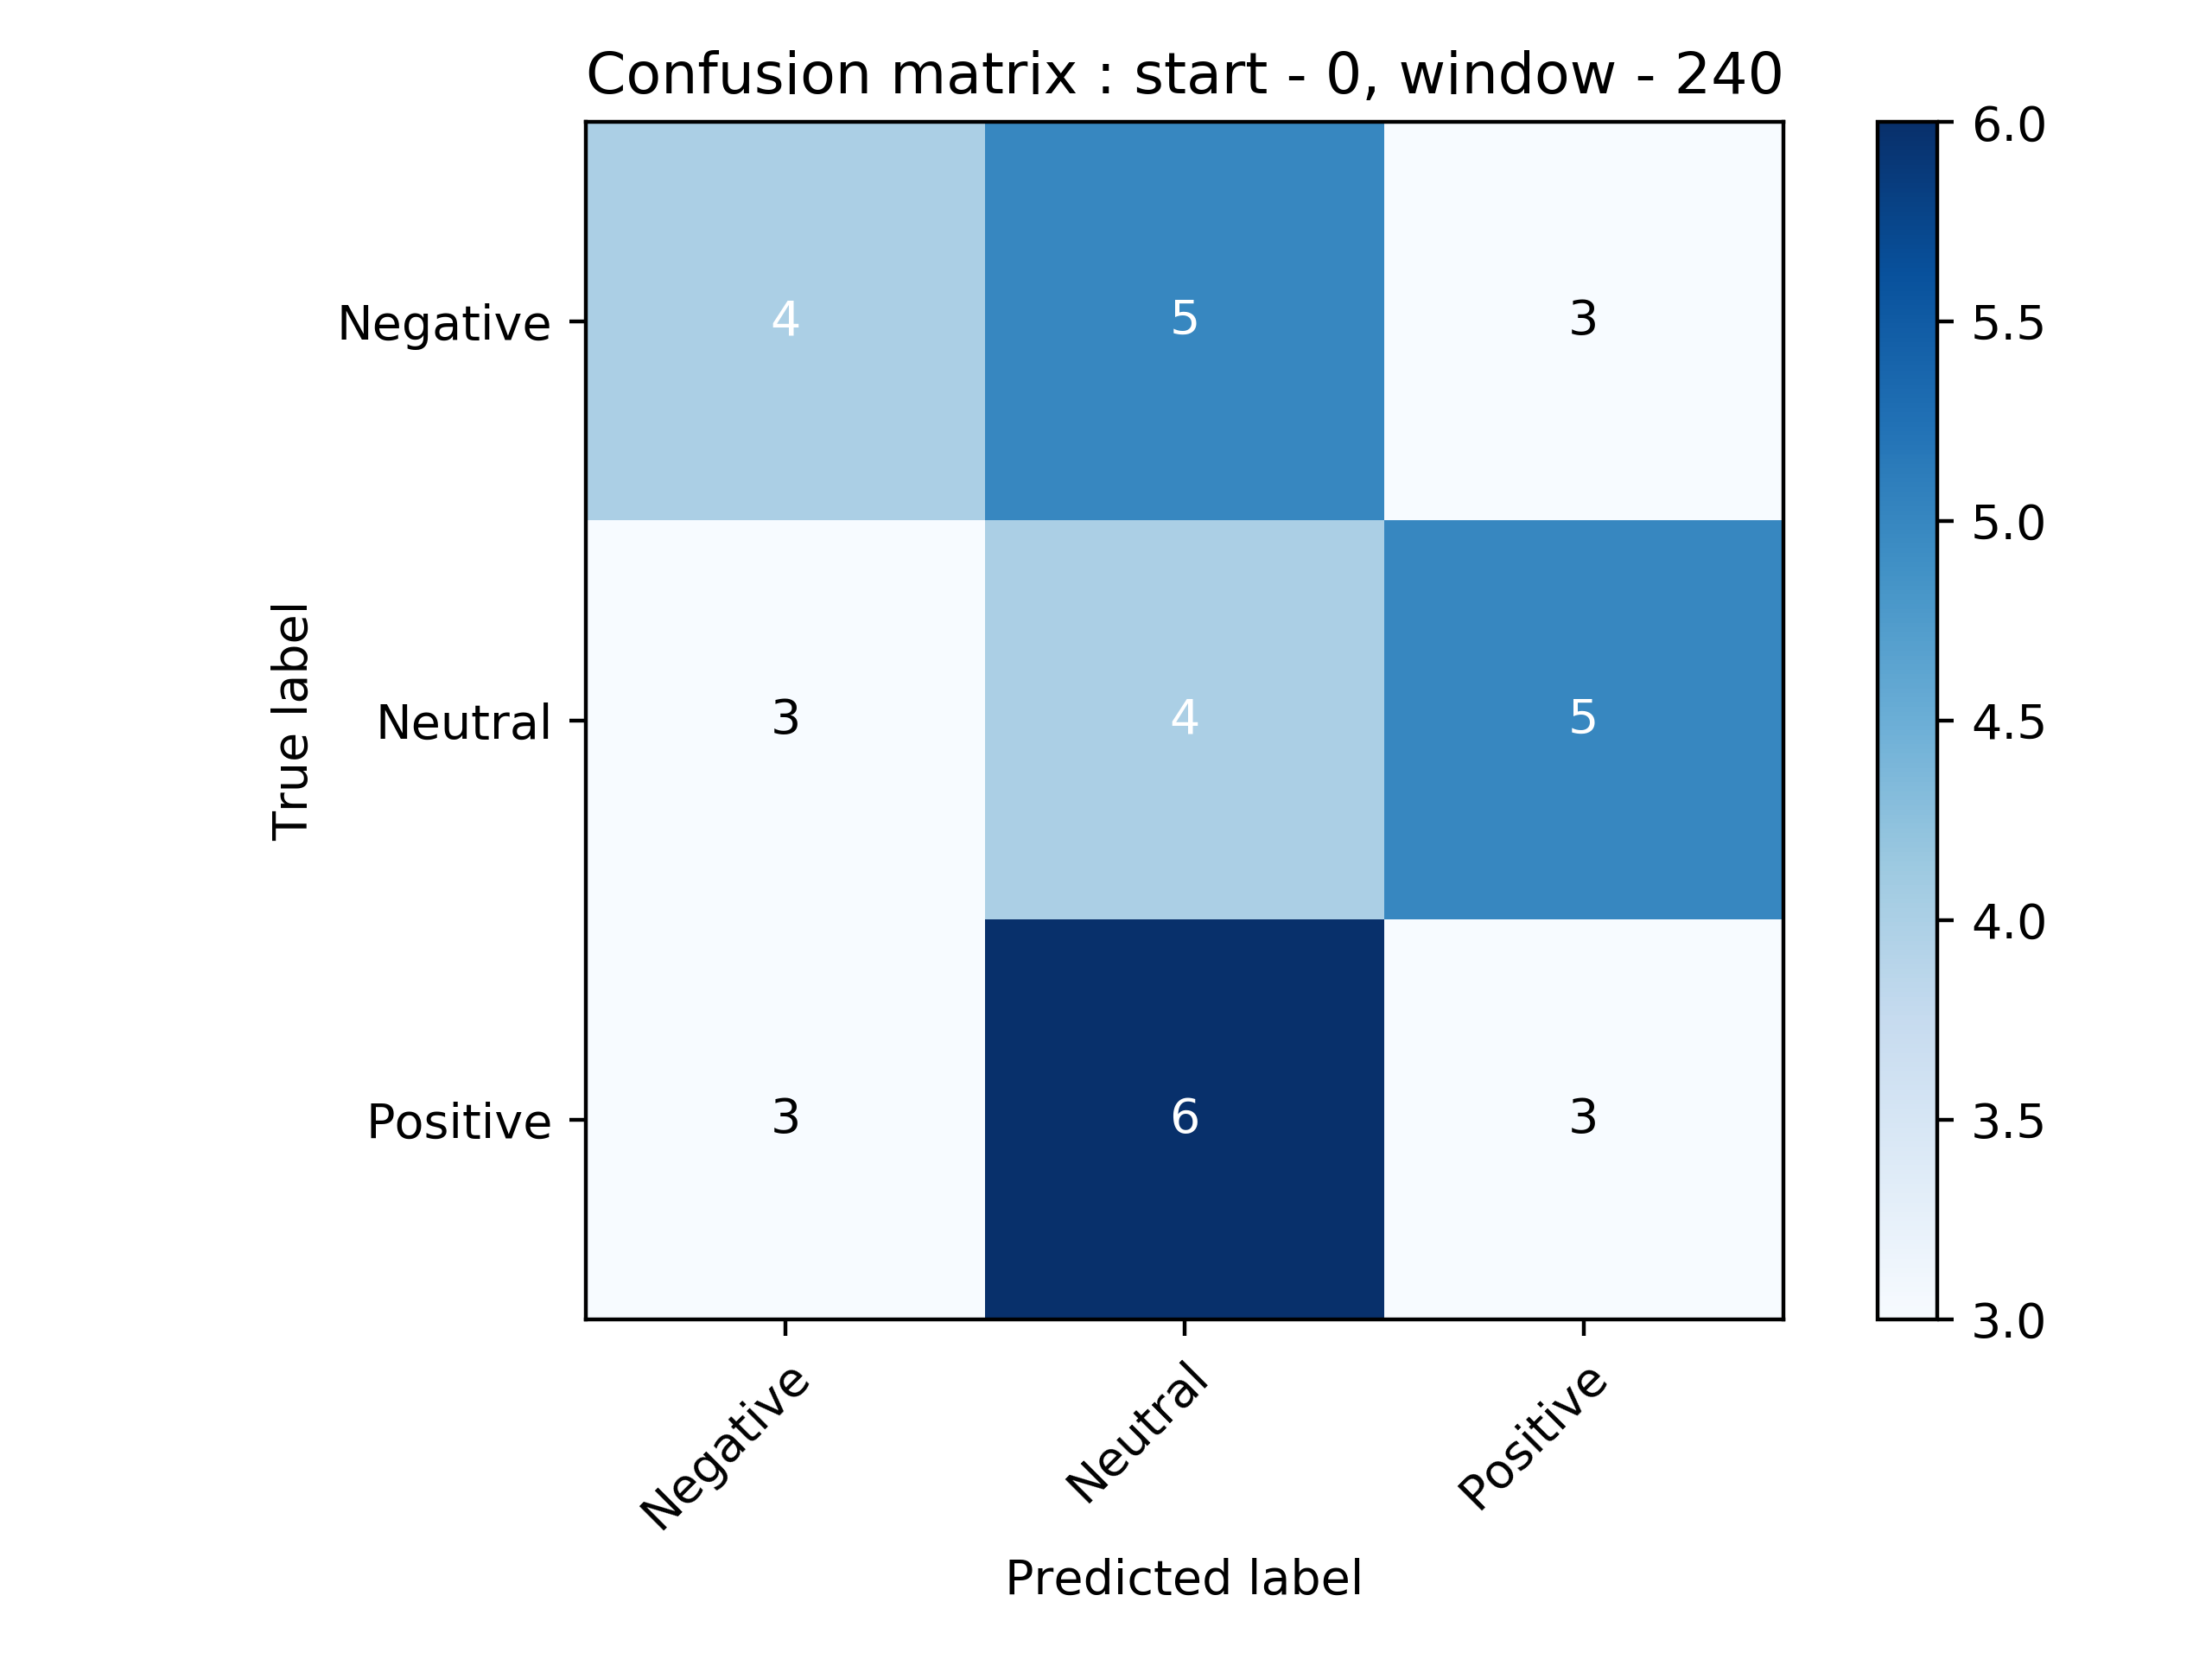 Confusion matrix : start - 0, window - 240
Negative 4 5 3
Neutral 3 4 5
Positive 3 6 3
True label
Negative Neutral Positive
Predicted label
6.0
5.5
5.0
4.5
4.0
3.5
3.0